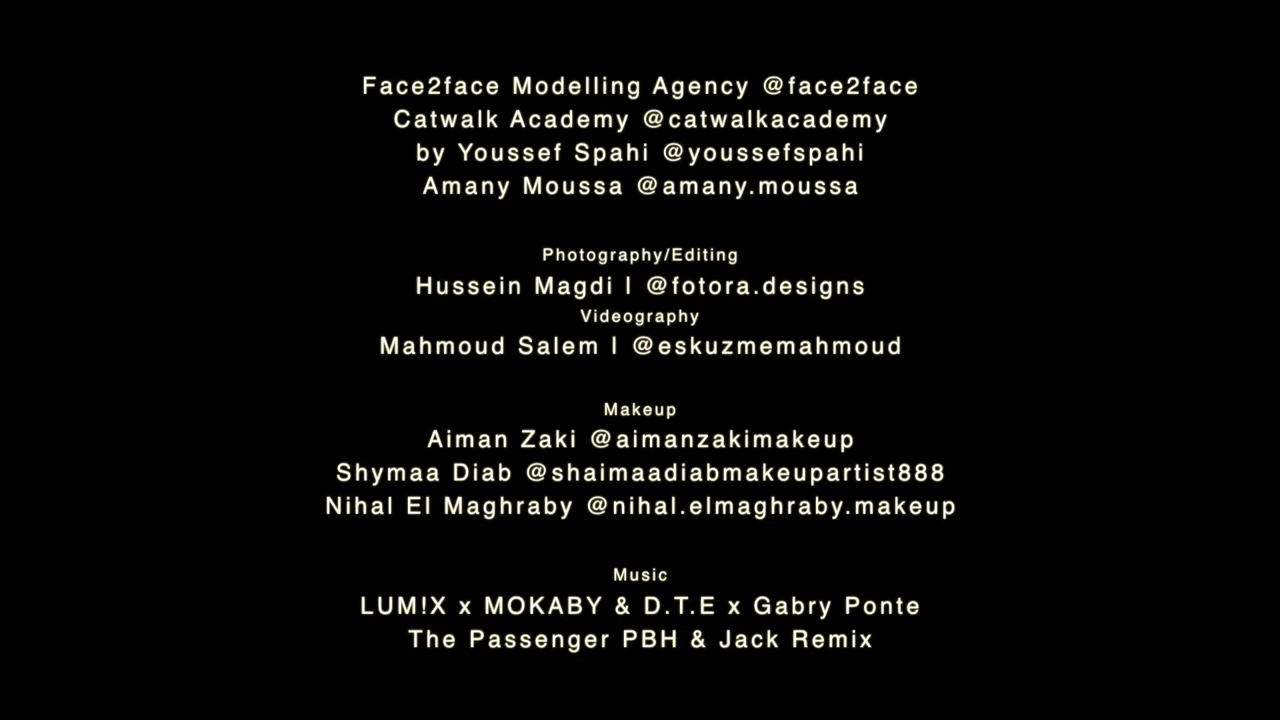 Face2face Modelling Agency @face2face
Catwalk Academy @catwalkacademy
by Youssef Spahi @youssefspahi
Amany Moussa @amany.moussa
Photography/Editing
Hussein Magdi | @fotora.designs
Videography
Mahmoud Salem | @eskuzmemahmoud
Makeup
Aiman Zaki @aimanzakimakeup
Shymaa Diab @shaimaadiabmakeupartist888
Nihal El Maghraby @nihal.elmaghraby.makeup
Music
LUM!X x MOKABY & D.T.E x Gabry Ponte
The Passenger PBH & Jack Remix